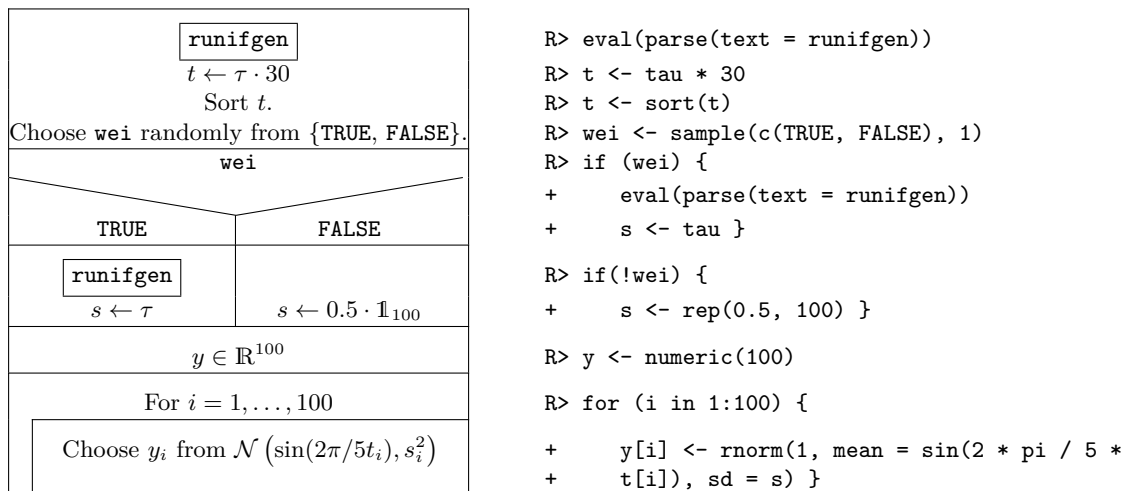 runifgen
t ← τ · 30
Sort t.
Choose wei randomly from {TRUE, FALSE}.
wei
TRUE FALSE
runifgen
s ← τ s ← 0.5 · 𝟙₁₀₀
y ∈ ℝ¹⁰⁰
For i = 1, . . . , 100
Choose yᵢ from 𝒩 (sin(2π/5tᵢ), sᵢ²)
R> eval(parse(text = runifgen))
R> t <- tau * 30
R> t <- sort(t)
R> wei <- sample(c(TRUE, FALSE), 1)
R> if (wei) {
+     eval(parse(text = runifgen))
+     s <- tau }
R> if(!wei) {
+     s <- rep(0.5, 100) }
R> y <- numeric(100)
R> for (i in 1:100) {
+     y[i] <- rnorm(1, mean = sin(2 * pi / 5 *
+     t[i]), sd = s) }